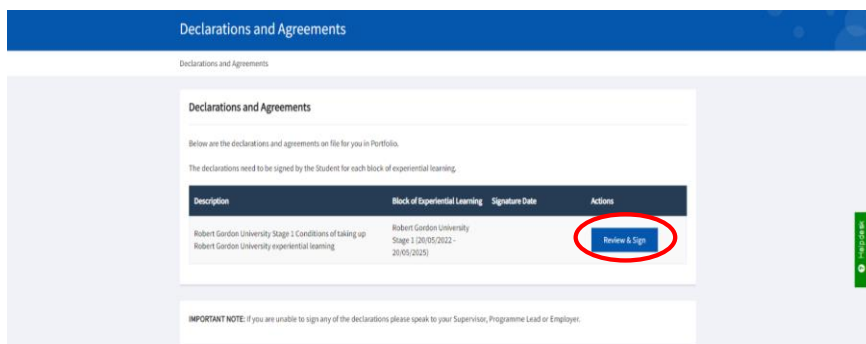 Declarations and Agreements
Declarations and Agreements
Declarations and Agreements
Below are the declarations and agreements on file for you in Portfolio.
The declarations need to be signed by the Student for each block of experiential learning.
Description Block of Experiential Learning Signature Date Actions
Robert Gordon University Stage 1 Conditions of taking up
Robert Gordon University experiential learning
Robert Gordon University
Stage 1 (20/05/2022 -
20/05/2025)
Review & Sign
Helpdesk
IMPORTANT NOTE: If you are unable to sign any of the declarations please speak to your Supervisor, Programme Lead or Employer.